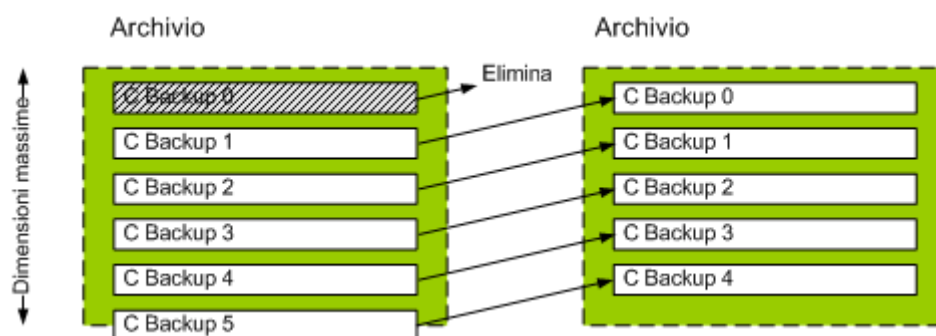 Archivio
Archivio
Elimina
Dimensioni massime
C Backup 0
C Backup 1
C Backup 2
C Backup 3
C Backup 4
C Backup 5
C Backup 0
C Backup 1
C Backup 2
C Backup 3
C Backup 4